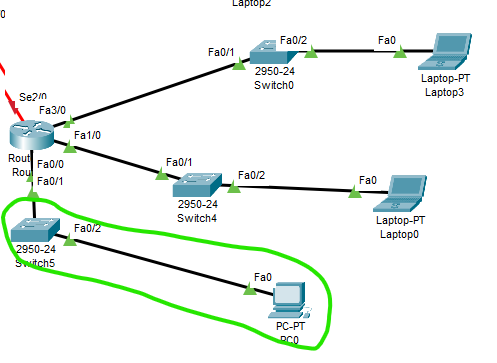 Laptop2
Fa0/2
Fa0
Fa0/1
2950-24
Switch0
Laptop-PT
Laptop3
Se2/0
Fa3/0
Fa1/0
Rout
Rou
Fa0/0
Fa0/1
Fa0/1
Fa0/2
2950-24
Switch4
Fa0
Laptop-PT
Laptop0
Fa0/2
2950-24
Switch5
Fa0
PC-PT
PC0